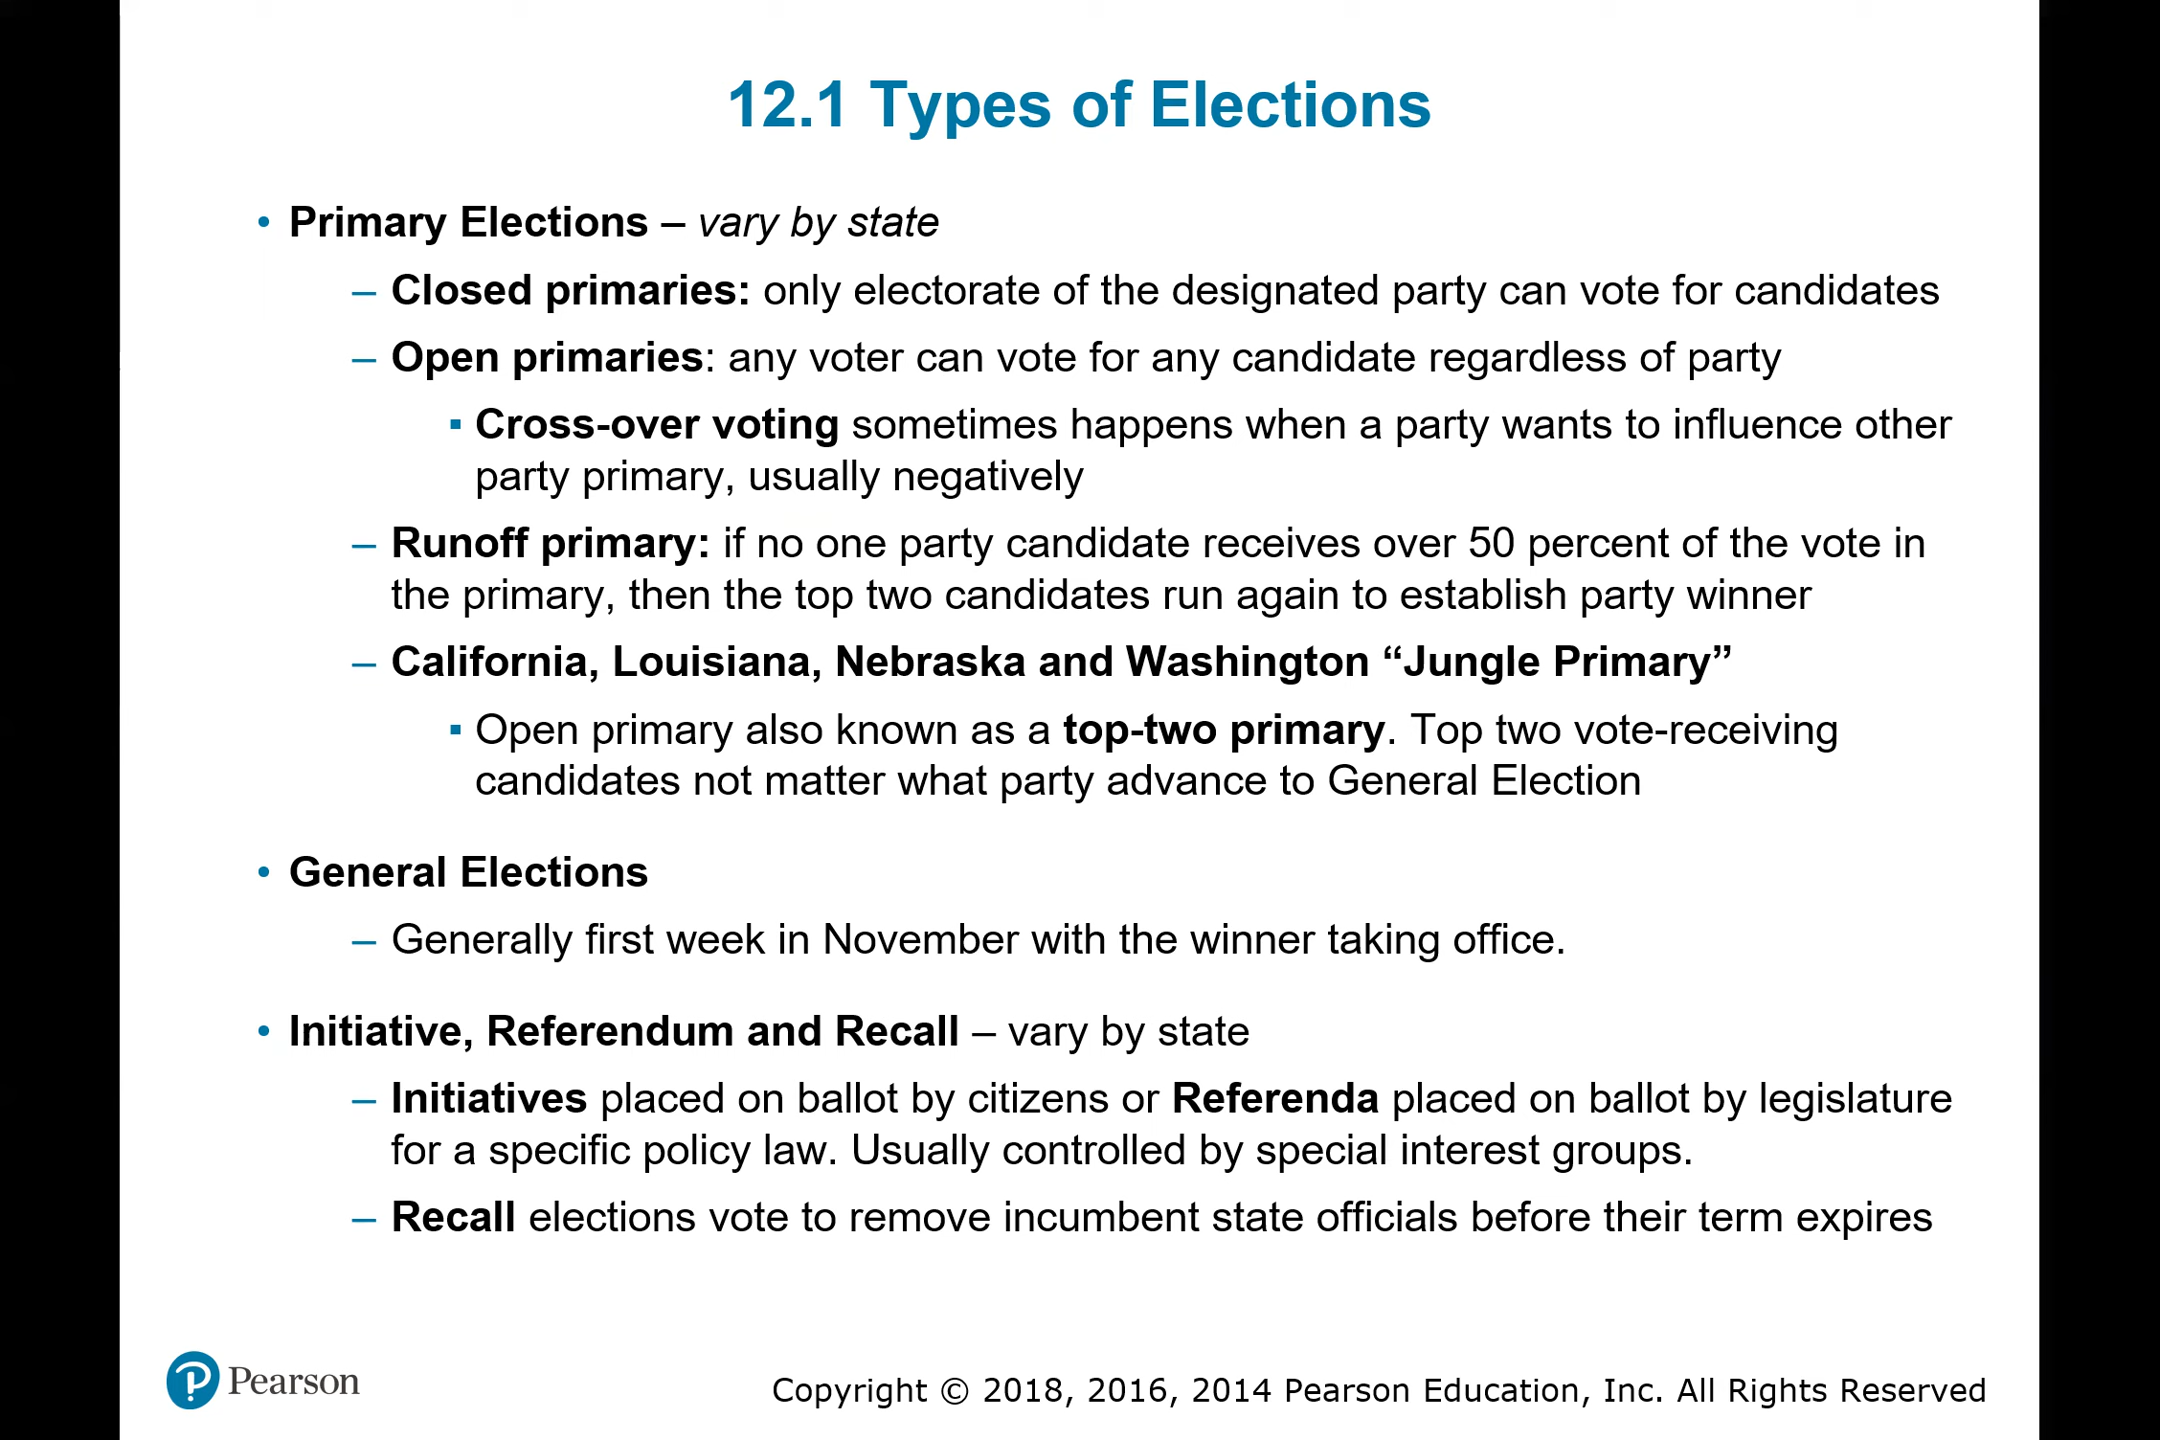 12.1 Types of Elections
• Primary Elections – vary by state
– Closed primaries: only electorate of the designated party can vote for candidates
– Open primaries: any voter can vote for any candidate regardless of party
▪ Cross-over voting sometimes happens when a party wants to influence other
party primary, usually negatively
– Runoff primary: if no one party candidate receives over 50 percent of the vote in
the primary, then the top two candidates run again to establish party winner
– California, Louisiana, Nebraska and Washington “Jungle Primary”
▪ Open primary also known as a top-two primary. Top two vote-receiving
candidates not matter what party advance to General Election
• General Elections
– Generally first week in November with the winner taking office.
• Initiative, Referendum and Recall – vary by state
– Initiatives placed on ballot by citizens or Referenda placed on ballot by legislature
for a specific policy law. Usually controlled by special interest groups.
– Recall elections vote to remove incumbent state officials before their term expires
P Pearson
Copyright © 2018, 2016, 2014 Pearson Education, Inc. All Rights Reserved